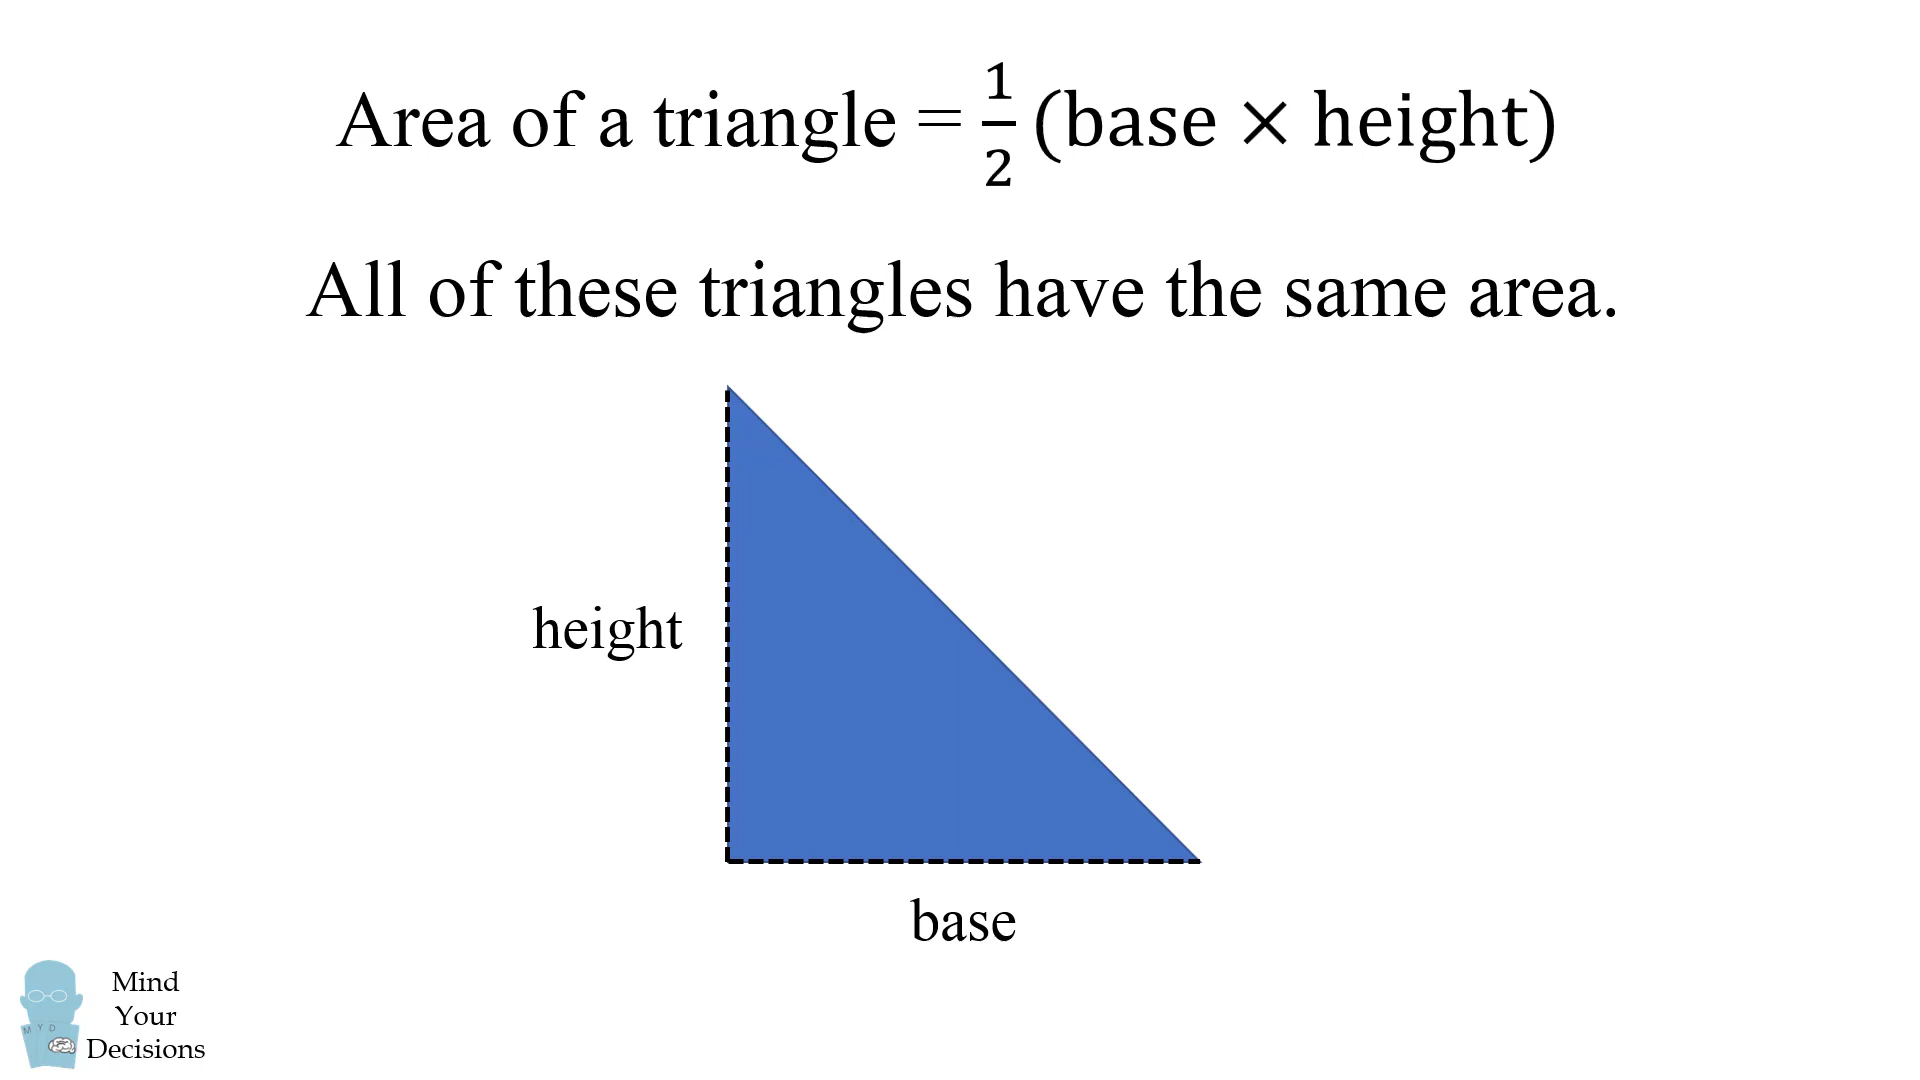 Area of a triangle = 1/2 (base × height)
All of these triangles have the same area.
height
base
M Y D
Mind
Your
Decisions